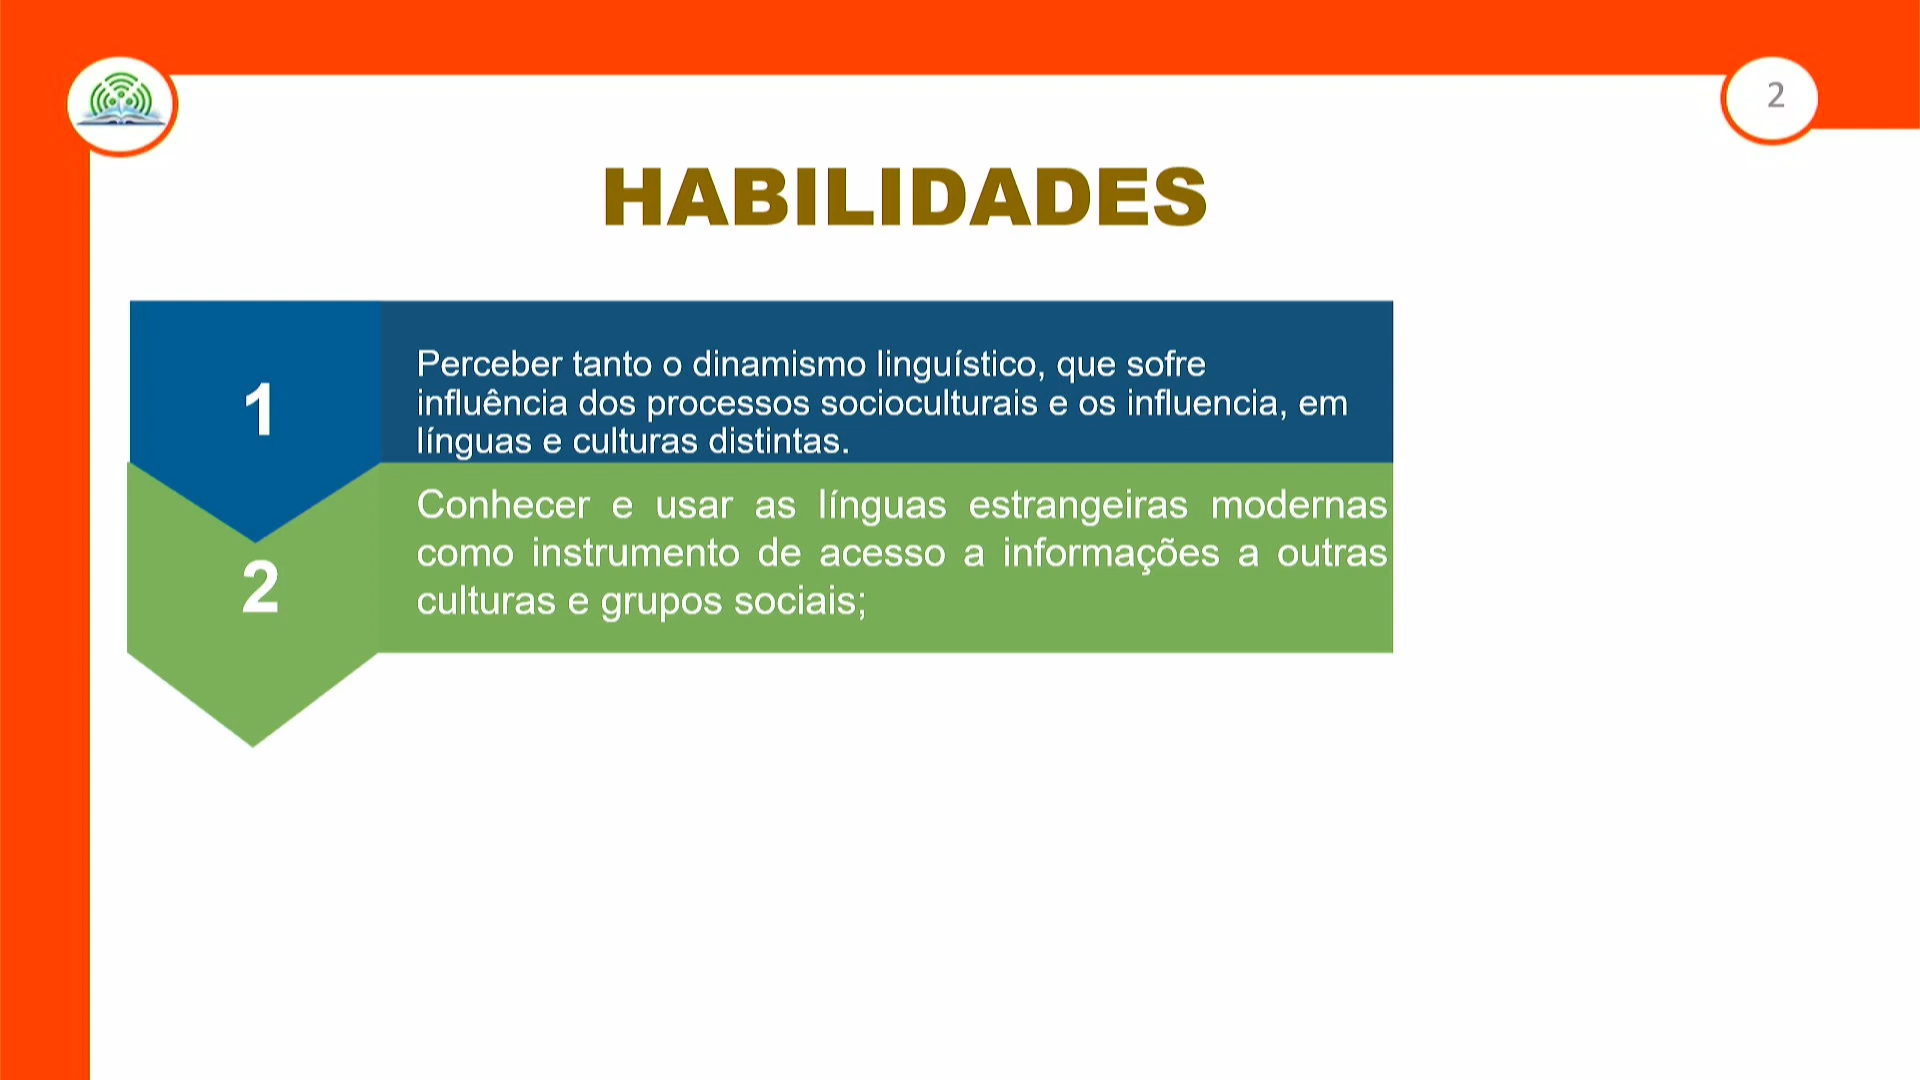 2
HABILIDADES
1
Perceber tanto o dinamismo linguístico, que sofre
influência dos processos socioculturais e os influencia, em
línguas e culturas distintas.
2
Conhecer e usar as línguas estrangeiras modernas
como instrumento de acesso a informações a outras
culturas e grupos sociais;